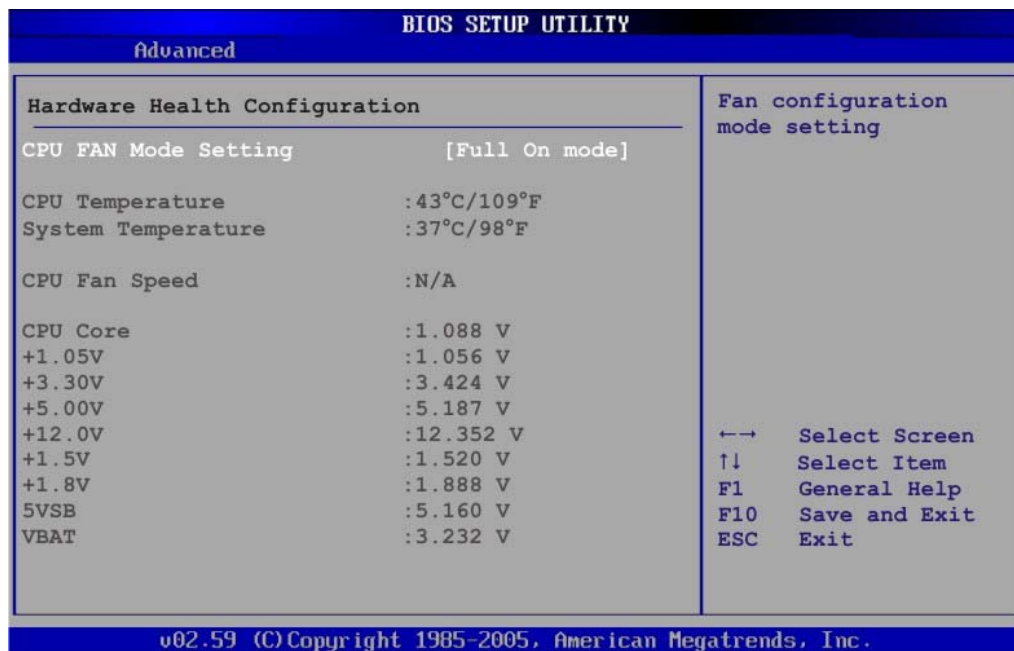 BIOS SETUP UTILITY
Advanced
Hardware Health Configuration
CPU FAN Mode Setting [Full On mode]
CPU Temperature :43°C/109°F
System Temperature :37°C/98°F
CPU Fan Speed :N/A
CPU Core :1.088 V
+1.05V :1.056 V
+3.30V :3.424 V
+5.00V :5.187 V
+12.0V :12.352 V
+1.5V :1.520 V
+1.8V :1.888 V
5VSB :5.160 V
VBAT :3.232 V
Fan configuration
mode setting
←→ Select Screen
↑↓ Select Item
F1 General Help
F10 Save and Exit
ESC Exit
v02.59 (C)Copyright 1985-2005, American Megatrends, Inc.